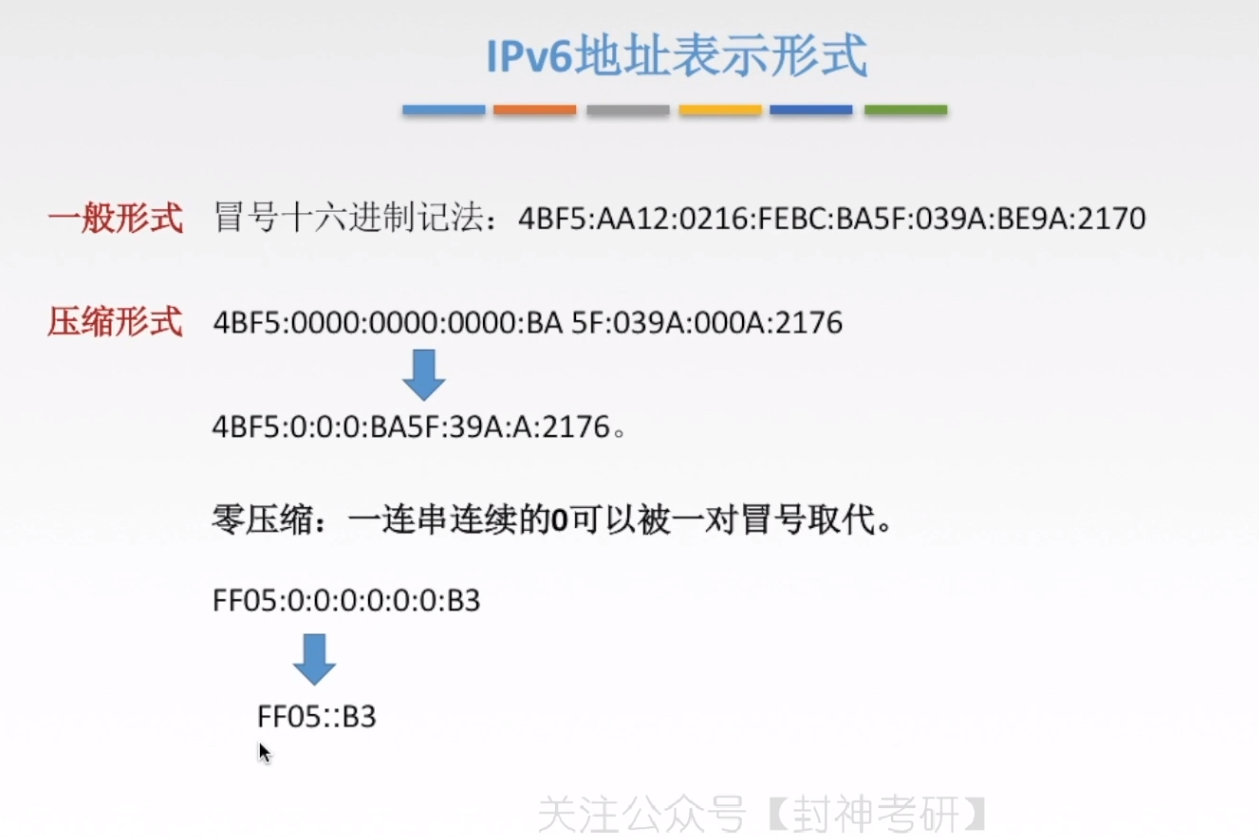 IPv6地址表示形式
一般形式 冒号十六进制记法：4BF5:AA12:0216:FEBC:BA5F:039A:BE9A:2170
压缩形式 4BF5:0000:0000:0000:BA 5F:039A:000A:2176
4BF5:0:0:0:BA5F:39A:A:2176。
零压缩：一连串连续的0可以被一对冒号取代。
FF05:0:0:0:0:0:0:B3
FF05::B3
关注公众号【封神考研】